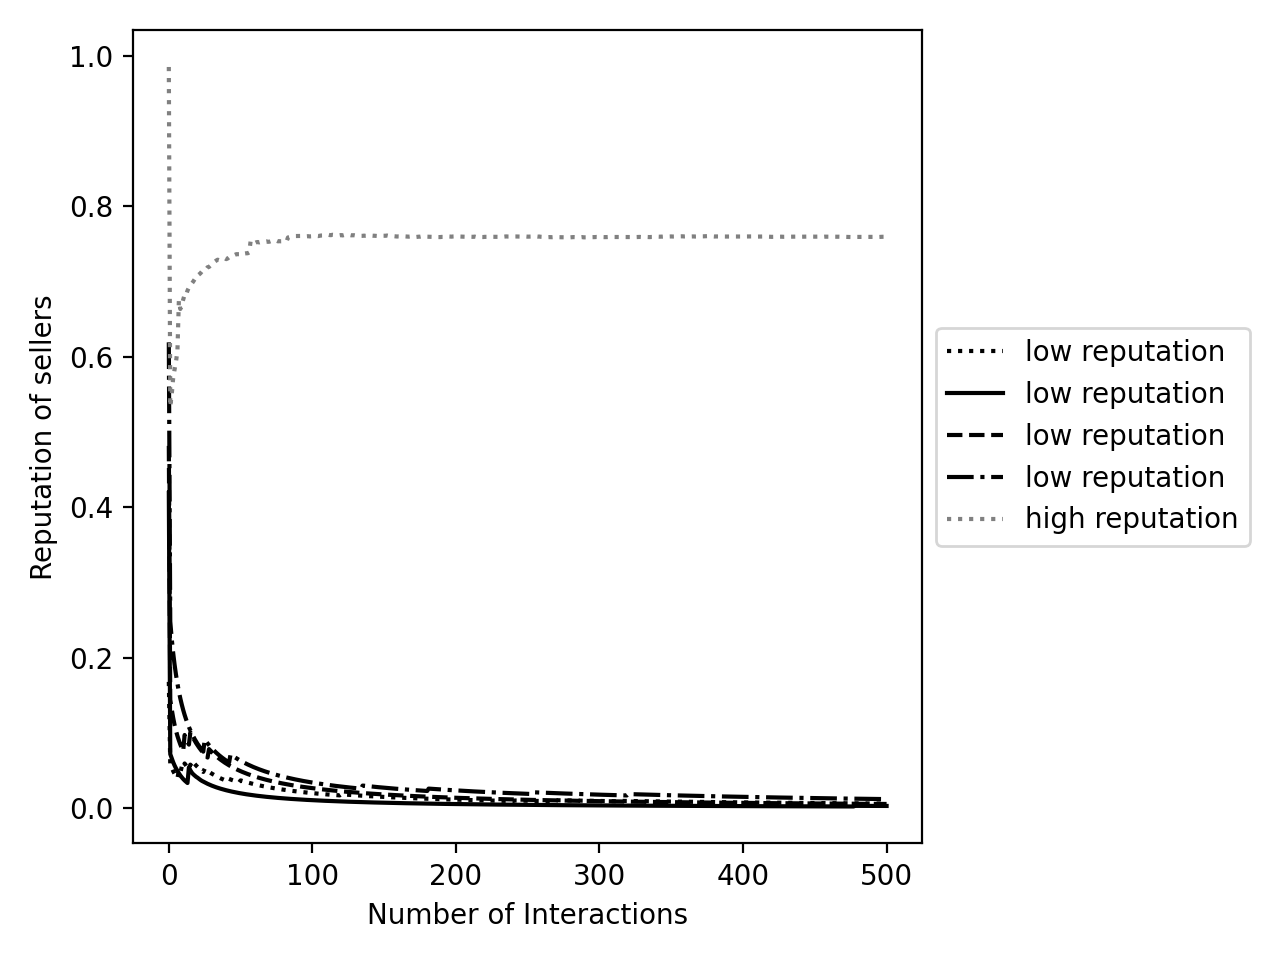 1.0
0.8
0.6
0.4
0.2
0.0
Reputation of sellers
0 100 200 300 400 500
Number of Interactions
low reputation
low reputation
low reputation
low reputation
high reputation